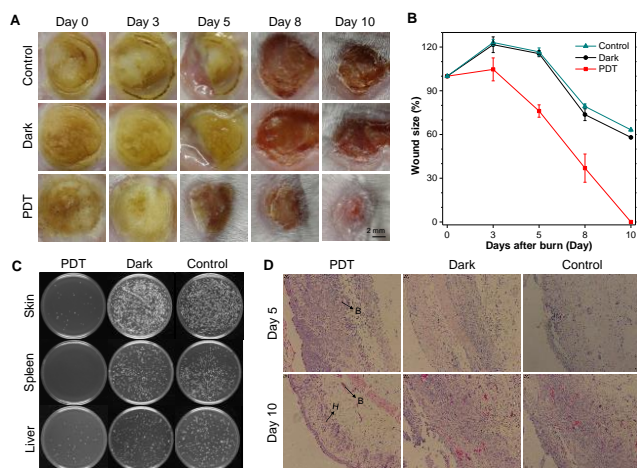 A
Day 0 Day 3 Day 5 Day 8 Day 10
Control
Dark
PDT
2 mm
B
Wound size (%)
120
90
60
30
0
Control
Dark
PDT
0 3 5 8 10
Days after burn (Day)
C
PDT Dark Control
Skin
Spleen
Liver
D
PDT Dark Control
Day 5
B
Day 10
H
B